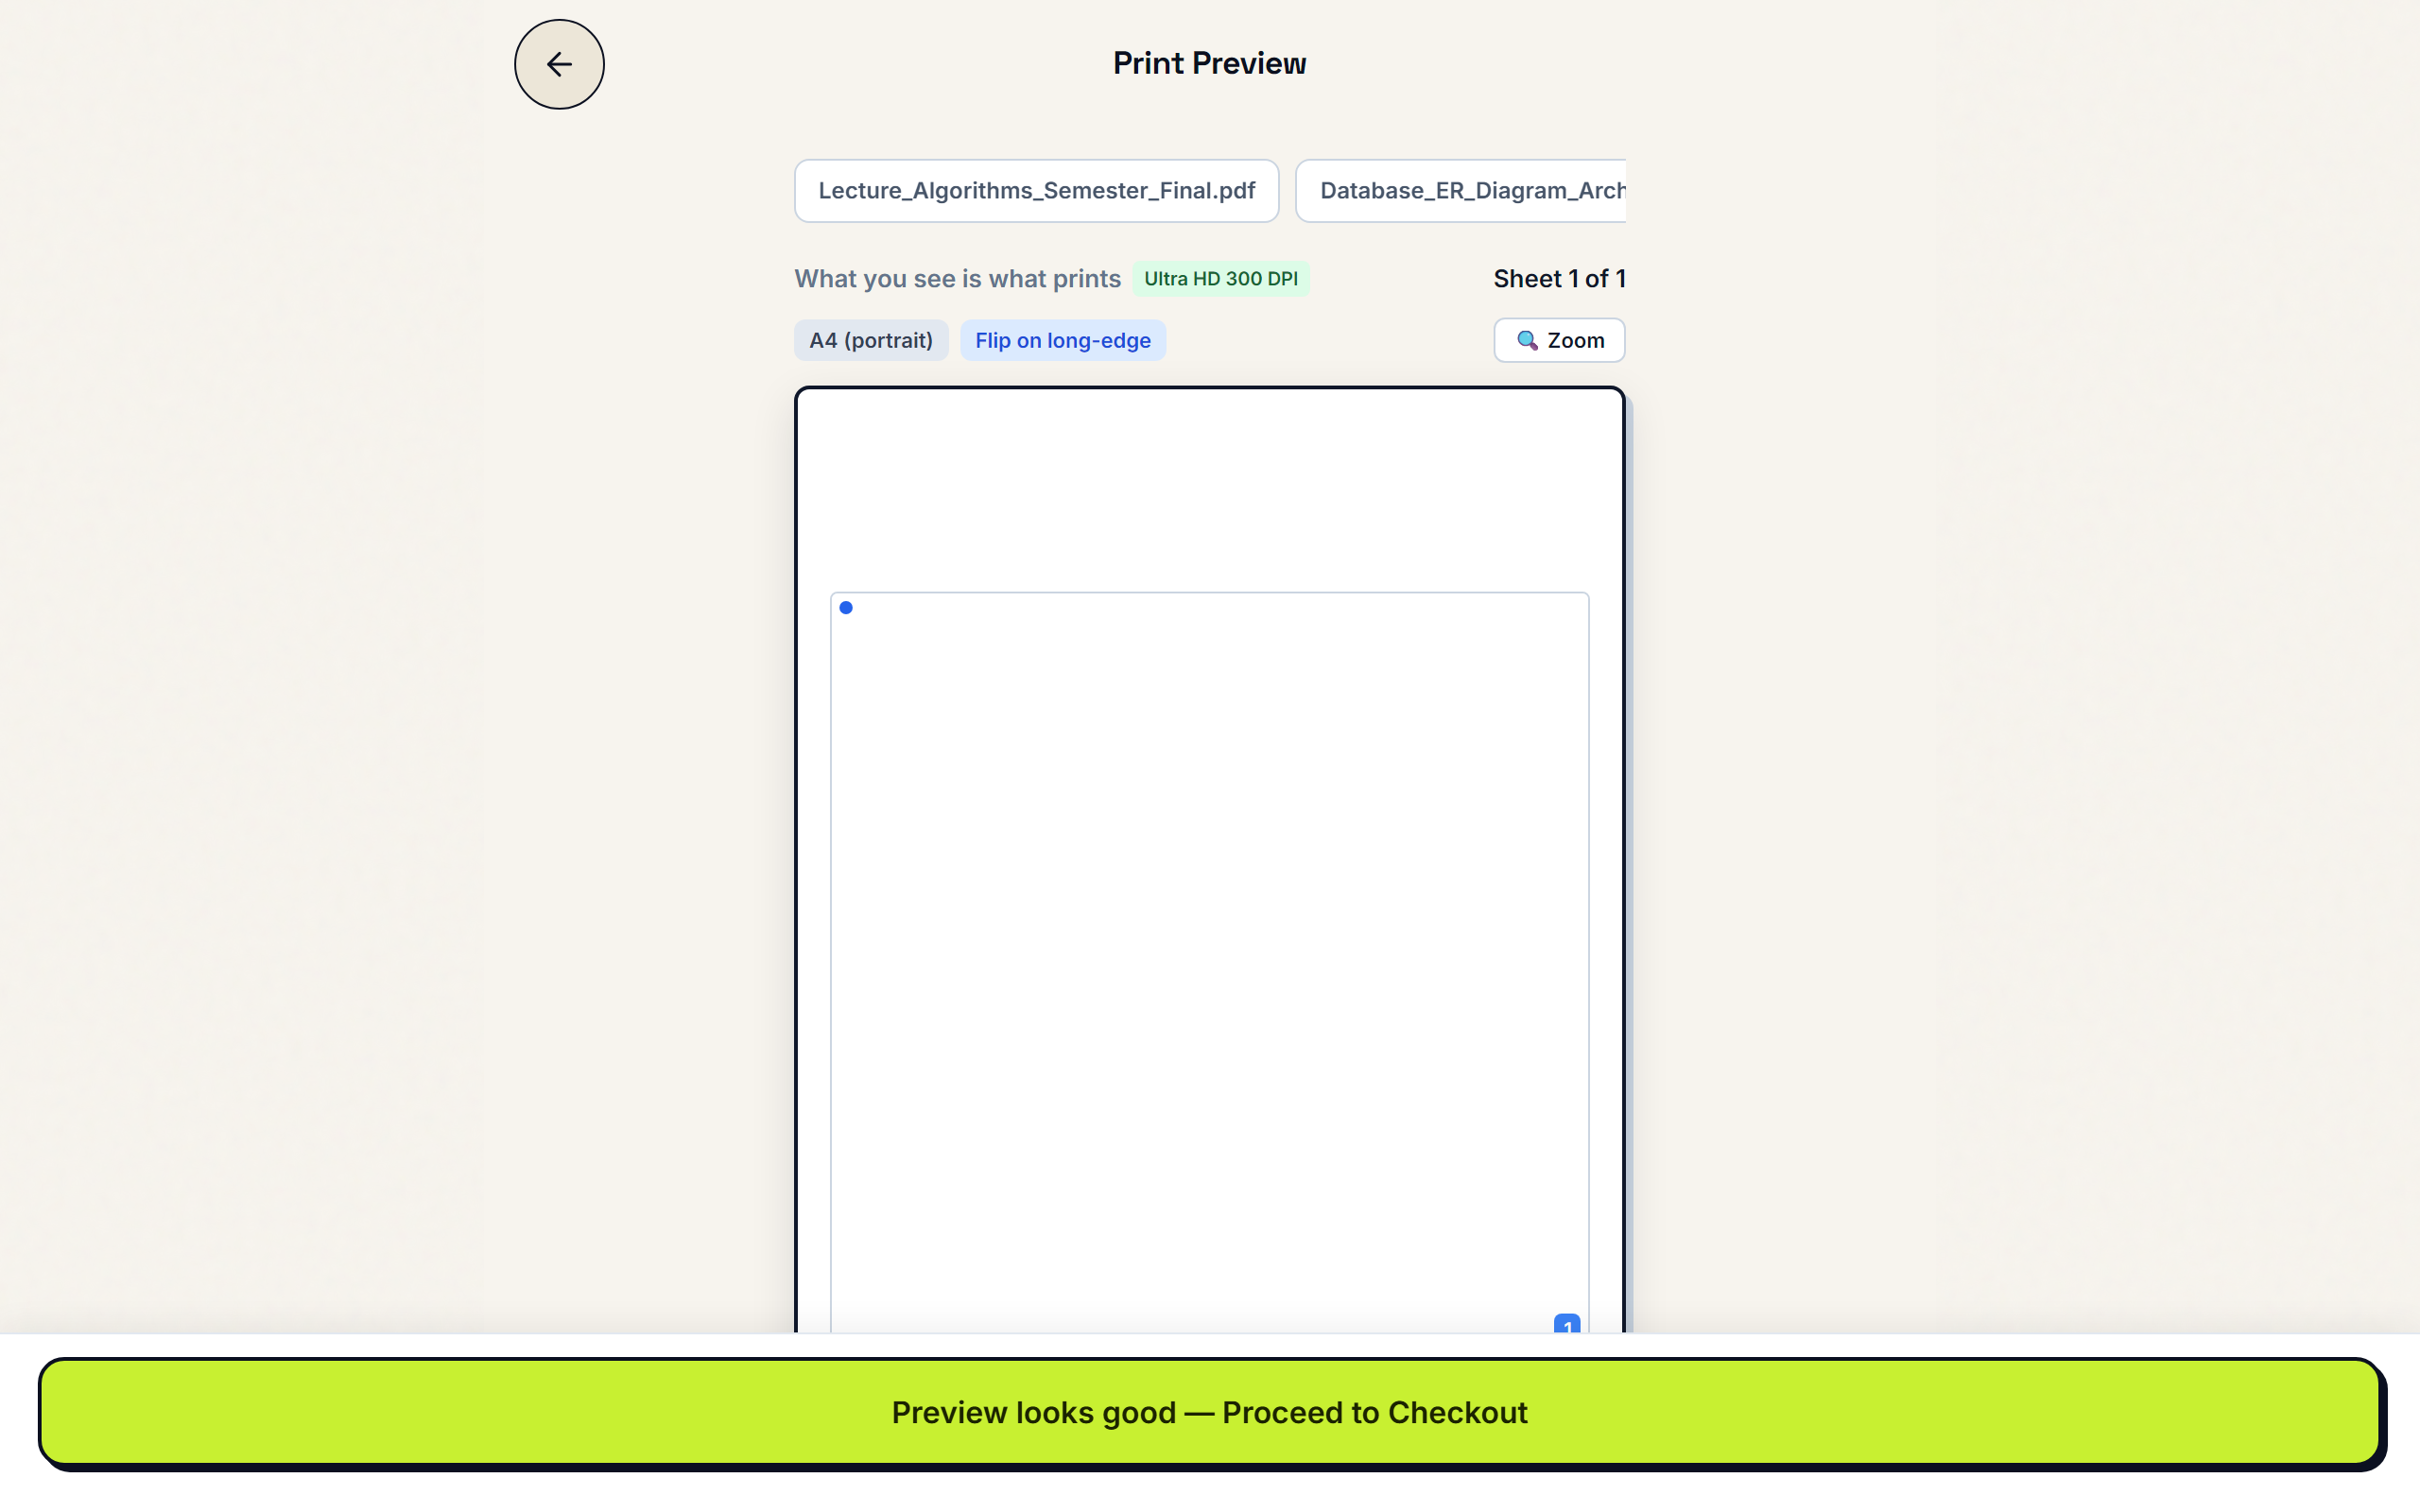 Print Preview
Lecture_Algorithms_Semester_Final.pdf
Database_ER_Diagram_Arch
What you see is what prints
Ultra HD 300 DPI
Sheet 1 of 1
A4 (portrait)
Flip on long-edge
Zoom
1
Preview looks good — Proceed to Checkout